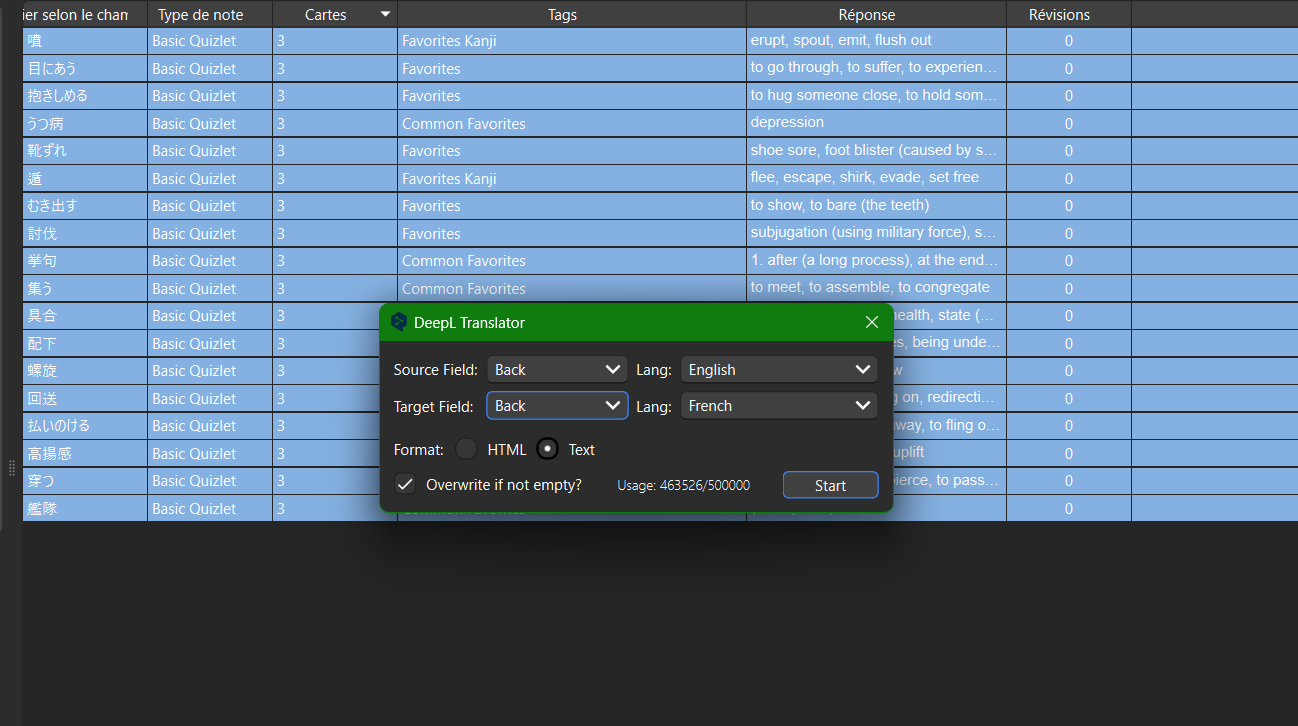 ier selon le cham Type de note Cartes Tags Réponse Révisions
噴 Basic Quizlet 3 Favorites Kanji erupt, spout, emit, flush out 0
目にあう Basic Quizlet 3 Favorites to go through, to suffer, to experien... 0
抱きしめる Basic Quizlet 3 Favorites to hug someone close, to hold som... 0
うつ病 Basic Quizlet 3 Common Favorites depression 0
靴ずれ Basic Quizlet 3 Favorites shoe sore, foot blister (caused by s... 0
遁 Basic Quizlet 3 Favorites Kanji flee, escape, shirk, evade, set free 0
むき出す Basic Quizlet 3 Favorites to show, to bare (the teeth) 0
討伐 Basic Quizlet 3 Favorites subjugation (using military force), s... 0
挙句 Basic Quizlet 3 Common Favorites 1. after (a long process), at the end... 0
集う Basic Quizlet 3 Common Favorites to meet, to assemble, to congregate 0
具合 Basic Quizlet 3 health, state (... 0
配下 Basic Quizlet 3 es, being unde... 0
螺旋 Basic Quizlet 3 w 0
回送 Basic Quizlet 3 g on, redirecti... 0
払いのける Basic Quizlet 3 way, to fling o... 0
高揚感 Basic Quizlet 3 uplift 0
穿つ Basic Quizlet 3 pierce, to pass... 0
艦隊 Basic Quizlet 3 0
DeepL Translator
Source Field: Back Lang: English
Target Field: Back Lang: French
Format: HTML Text
Overwrite if not empty? Usage: 463526/500000 Start